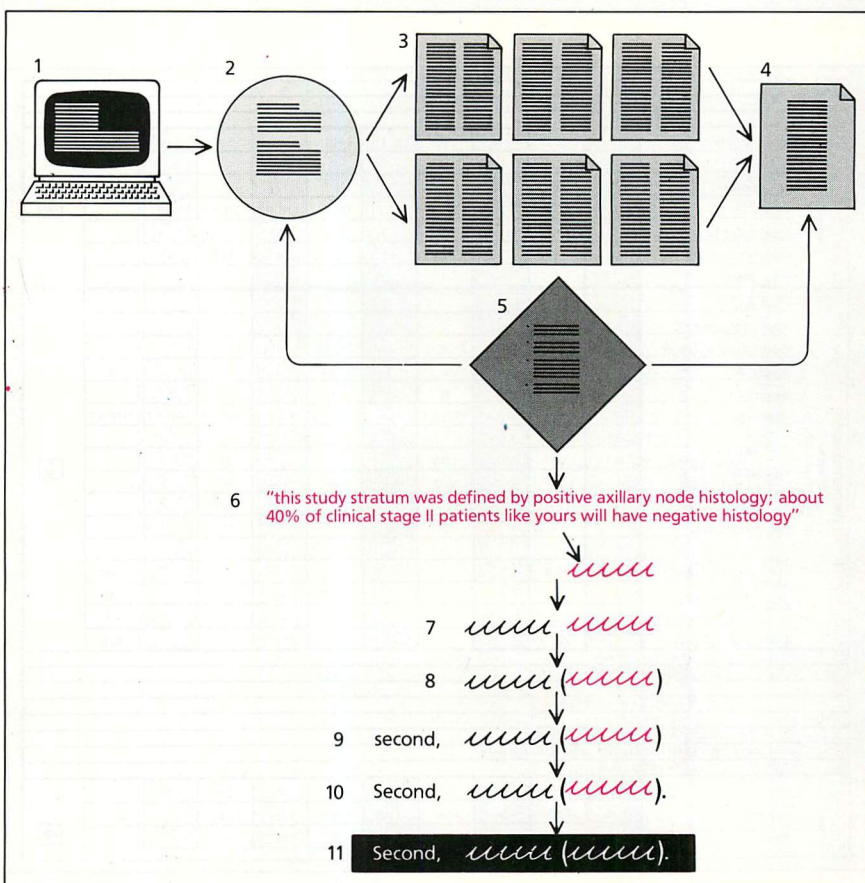 1
2
3
4
5
6 "this study stratum was defined by positive axillary node histology; about
40% of clinical stage II patients like yours will have negative histology"
7
8 ( )
9 second, ( )
10 Second, ( ).
11 Second, ( ).